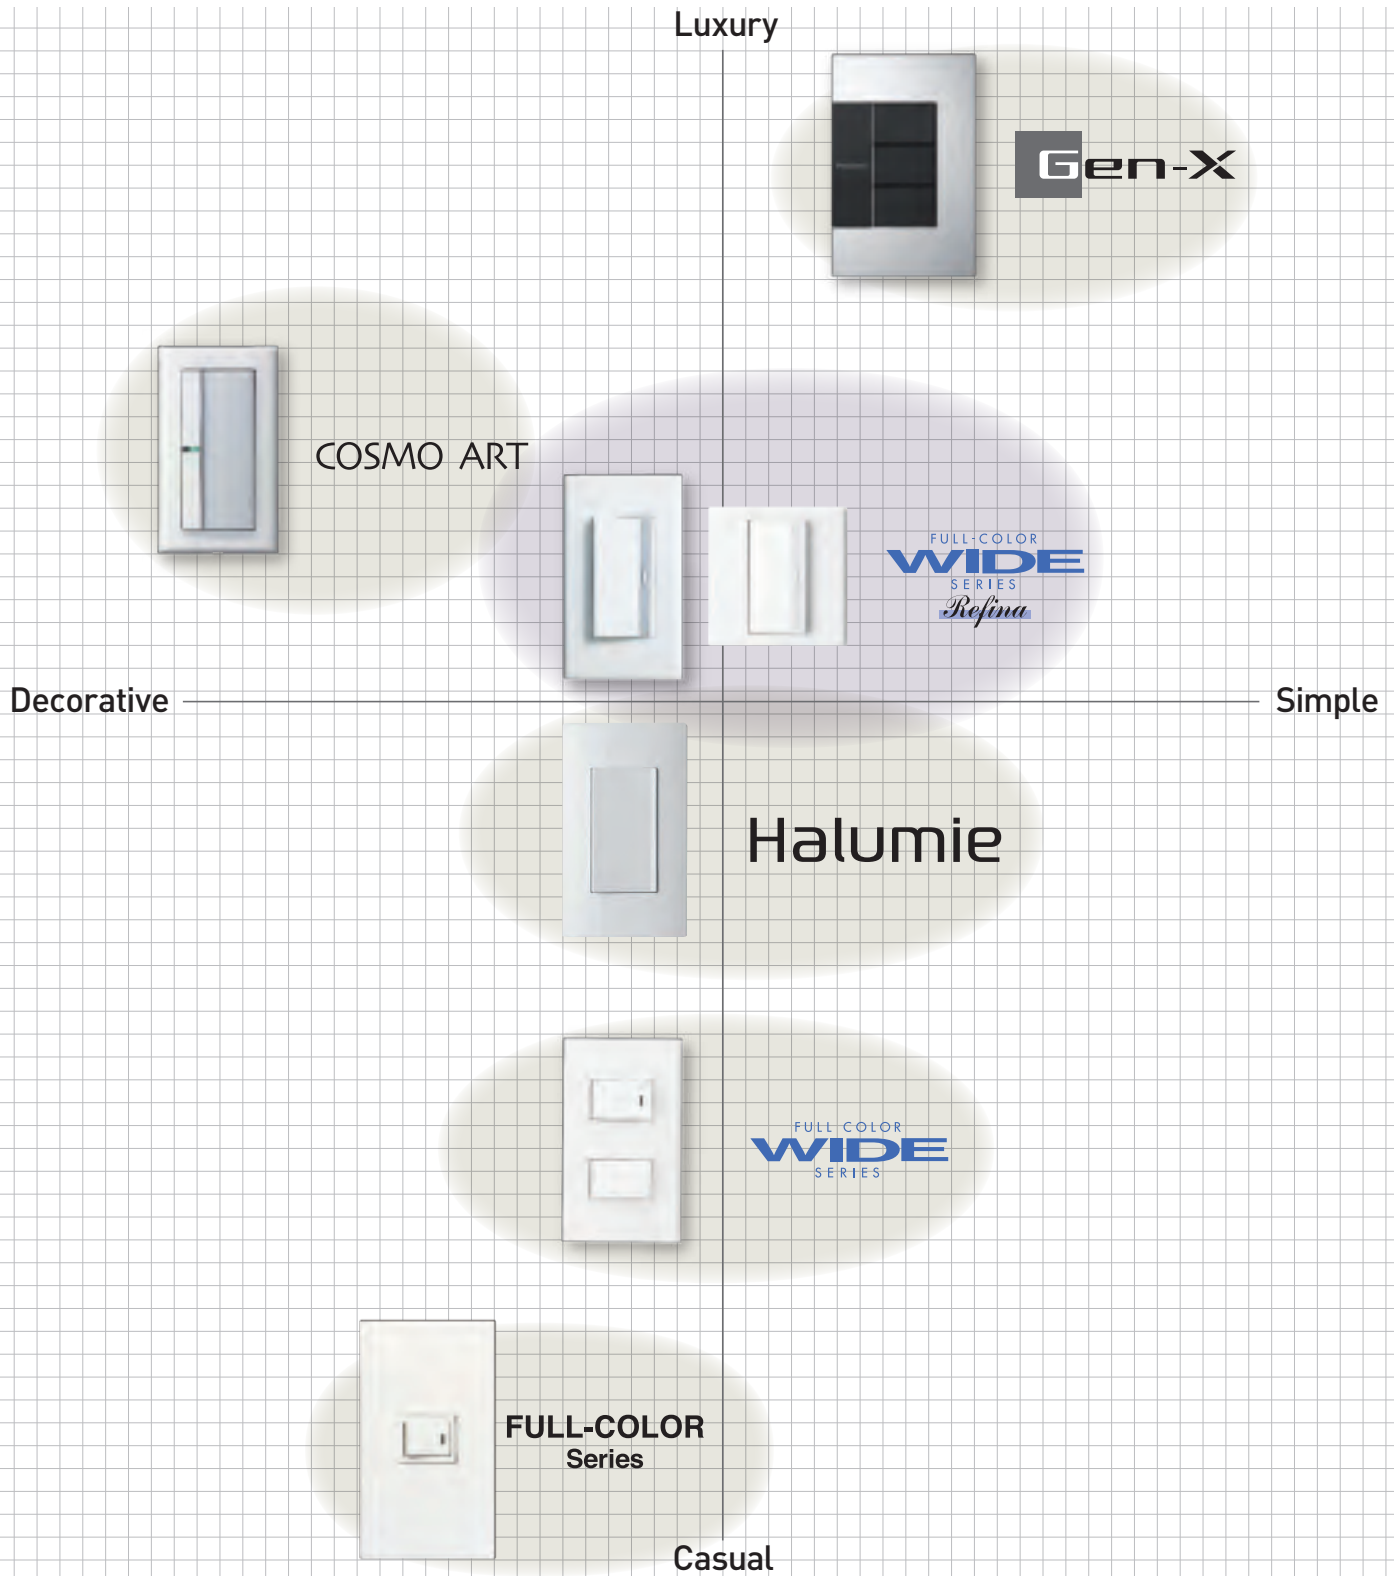 Luxury
Gen-X
COSMO ART
FULL-COLOR
WIDE
SERIES
Refina
Decorative
Simple
Halumie
FULL COLOR
WIDE
SERIES
FULL-COLOR
Series
Casual